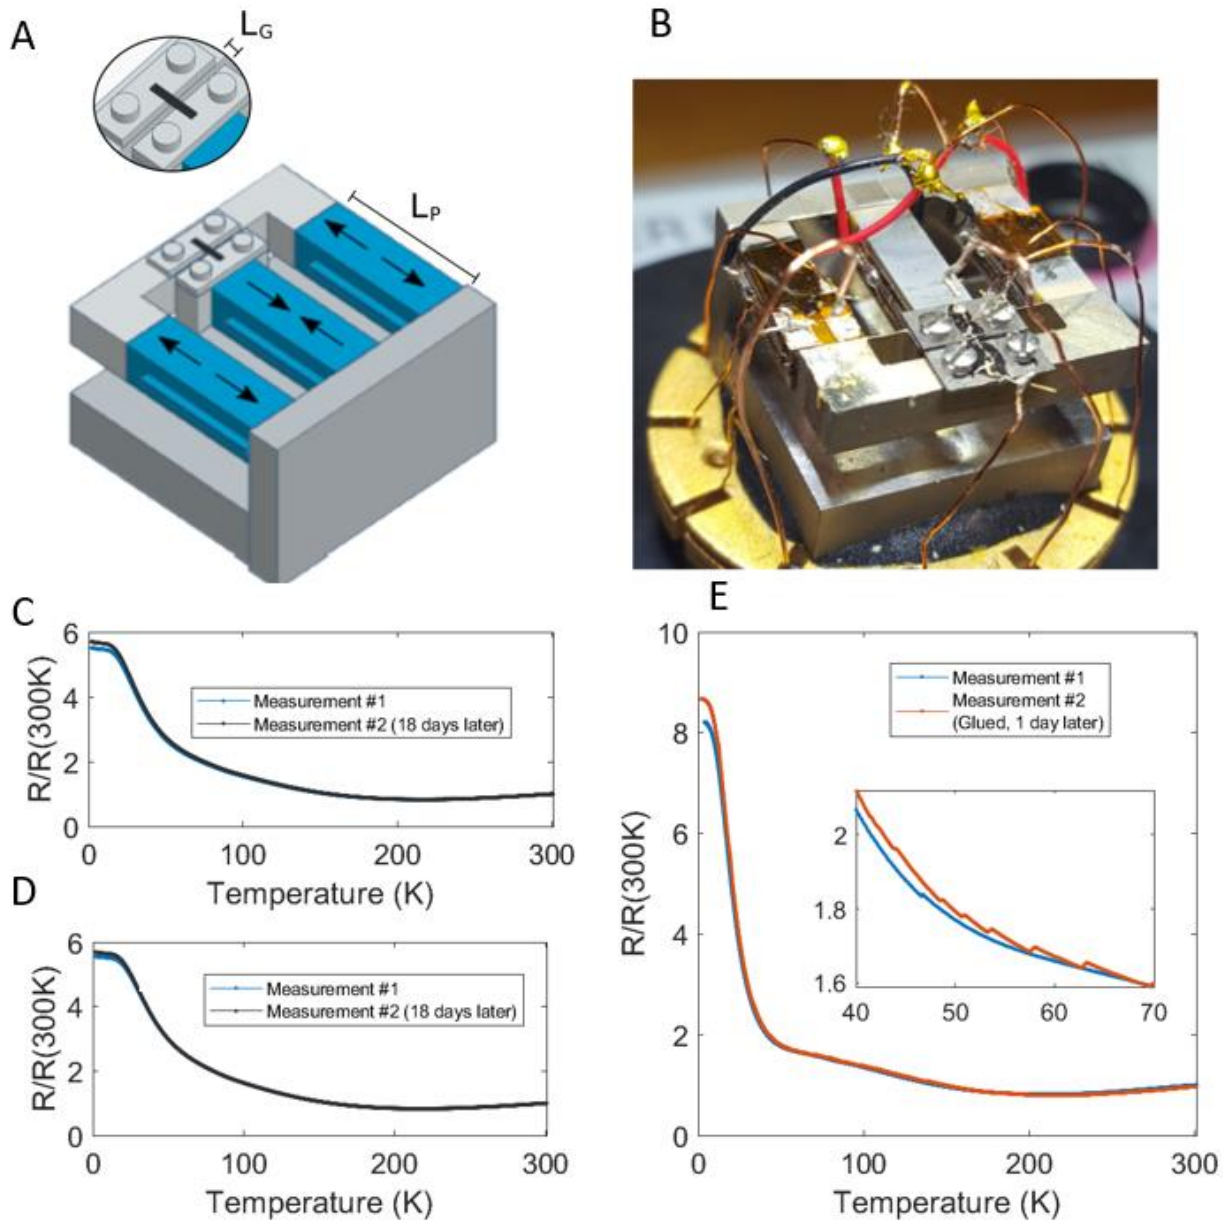 A
L_G
L_P
B
C
R/R(300K)
6
4
2
0
Measurement #1
Measurement #2 (18 days later)
0
100
200
300
Temperature (K)
D
R/R(300K)
6
4
2
0
Measurement #1
Measurement #2 (18 days later)
0
100
200
300
Temperature (K)
E
R/R(300K)
10
8
6
4
2
0
Measurement #1
Measurement #2
(Glued, 1 day later)
2
1.8
1.6
40
50
60
70
0
100
200
300
Temperature (K)